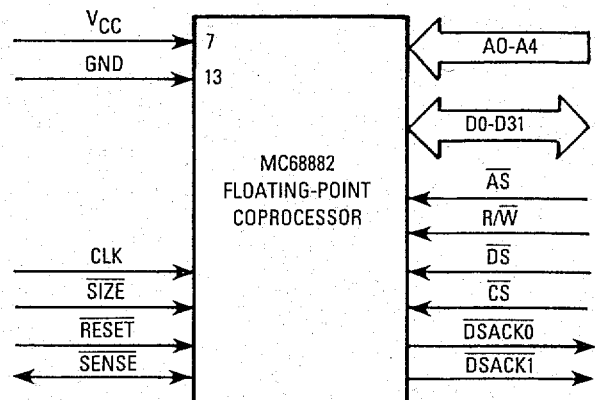 VCC
7
GND
13
MC68882
FLOATING-POINT
COPROCESSOR
CLK
SIZE
RESET
SENSE
A0-A4
D0-D31
AS
R/W
DS
CS
DSACK0
DSACK1